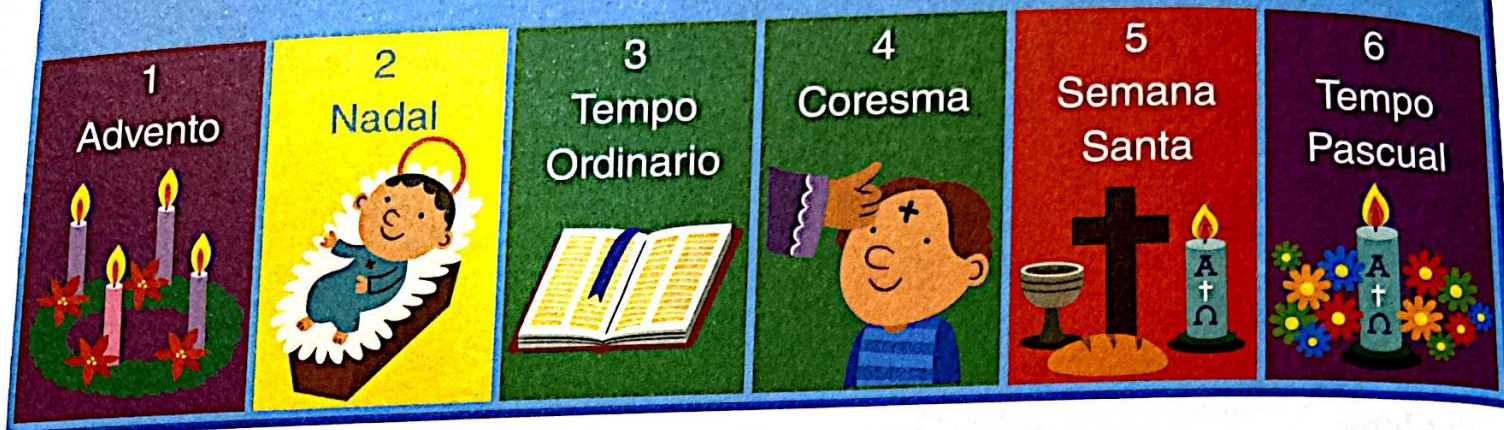 1
Advento
2
Nadal
3
Tempo
Ordinario
4
Coresma
5
Semana
Santa
Α
Ω
6
Tempo
Pascual
Α
Ω